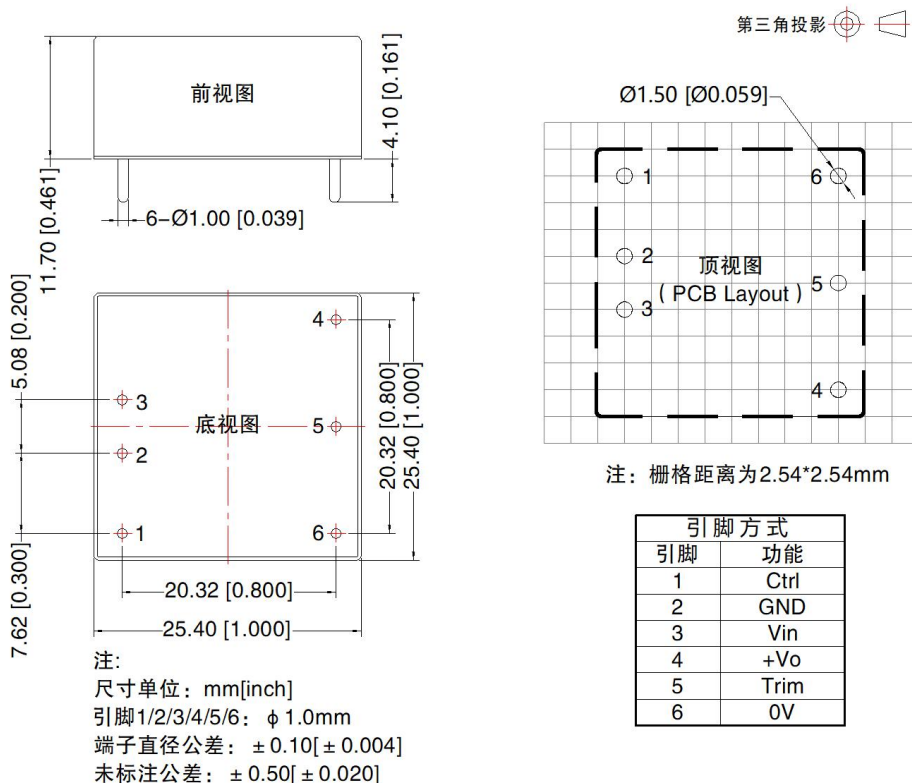 第三角投影
前视图
11.70 [0.461]
4.10 [0.161]
6-Ø1.00 [0.039]
Ø1.50 [Ø0.059]
1
6
2
顶视图
( PCB Layout )
5
3
4
注：栅格距离为2.54*2.54mm
5.08 [0.200]
7.62 [0.300]
4
3
底视图
5
2
1
6
20.32 [0.800]
25.40 [1.000]
20.32 [0.800]
25.40 [1.000]
注:
尺寸单位：mm[inch]
引脚1/2/3/4/5/6：ϕ1.0mm
端子直径公差：±0.10[±0.004]
未标注公差：±0.50[±0.020]
引脚方式
引脚 功能
1 Ctrl
2 GND
3 Vin
4 +Vo
5 Trim
6 0V